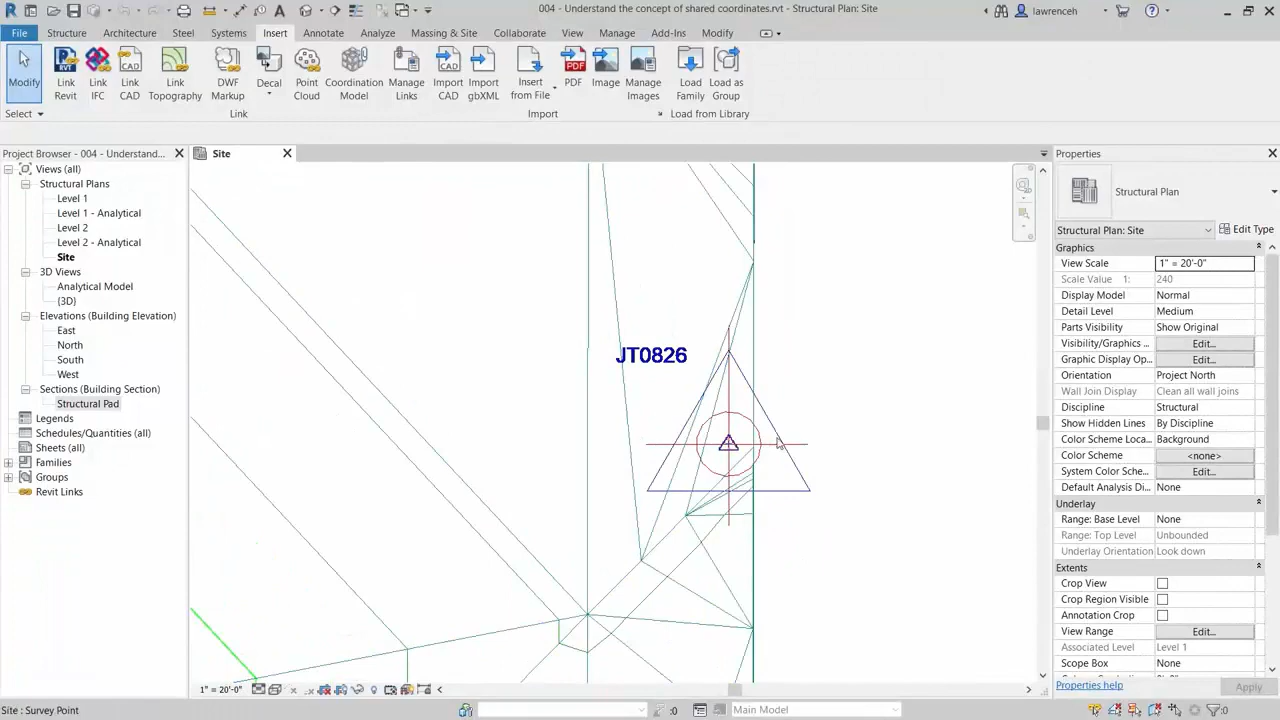 004 - Understand the concept of shared coordinates.rvt - Structural Plan: Site
lawrenceh
File Structure Architecture Steel Systems Insert Annotate Analyze Massing & Site Collaborate View Manage Add-Ins Modify
Modify
Link Revit
Link IFC
Link CAD
Link Topography
DWF Markup
Decal
Point Cloud
Coordination Model
Manage Links
Import CAD
Import gbXML
Insert from File
PDF
Image
Manage Images
Load Family
Load as Group
Select
Link
Import
Load from Library
Project Browser - 004 - Understand...
Views (all)
Structural Plans
Level 1
Level 1 - Analytical
Level 2
Level 2 - Analytical
Site
3D Views
Analytical Model
{3D}
Elevations (Building Elevation)
East
North
South
West
Sections (Building Section)
Structural Pad
Legends
Schedules/Quantities (all)
Sheets (all)
Families
Groups
Revit Links
Site
JT0826
Properties
Structural Plan
Structural Plan: Site
Edit Type
Graphics
View Scale 1" = 20'-0"
Scale Value 1: 240
Display Model Normal
Detail Level Medium
Parts Visibility Show Original
Visibility/Graphics ... Edit...
Graphic Display Op... Edit...
Orientation Project North
Wall Join Display Clean all wall joins
Discipline Structural
Show Hidden Lines By Discipline
Color Scheme Loca... Background
Color Scheme <none>
System Color Sche... Edit...
Default Analysis Di... None
Underlay
Range: Base Level None
Range: Top Level Unbounded
Underlay Orientation Look down
Extents
Crop View
Crop Region Visible
Annotation Crop
View Range Edit...
Associated Level Level 1
Scope Box None
Properties help
Apply
1" = 20'-0"
Site : Survey Point
:0
Main Model
:0